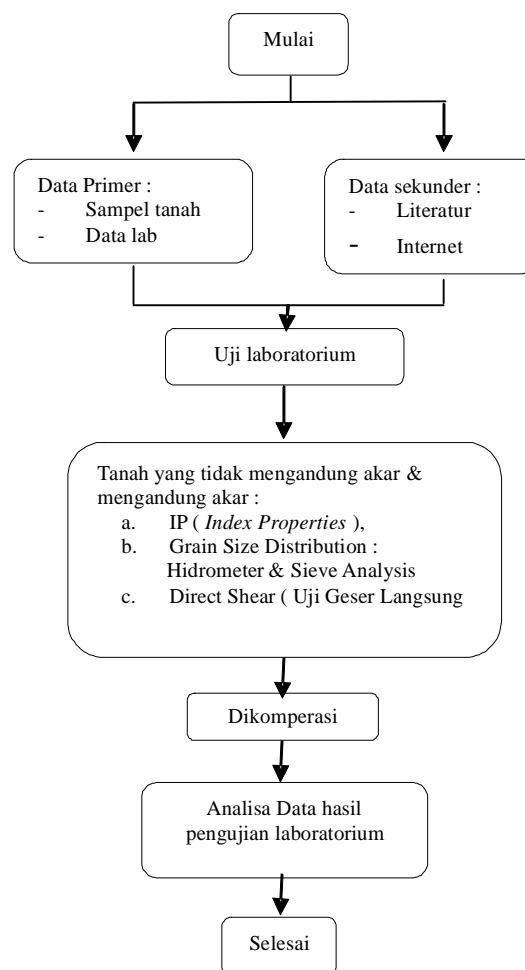 Mulai
Data Primer :
- Sampel tanah
- Data lab
Data sekunder :
- Literatur
- Internet
Uji laboratorium
Tanah yang tidak mengandung akar &
mengandung akar :
a. IP ( Index Properties ),
b. Grain Size Distribution :
Hidrometer & Sieve Analysis
c. Direct Shear ( Uji Geser Langsung
Dikomperasi
Analisa Data hasil
pengujian laboratorium
Selesai